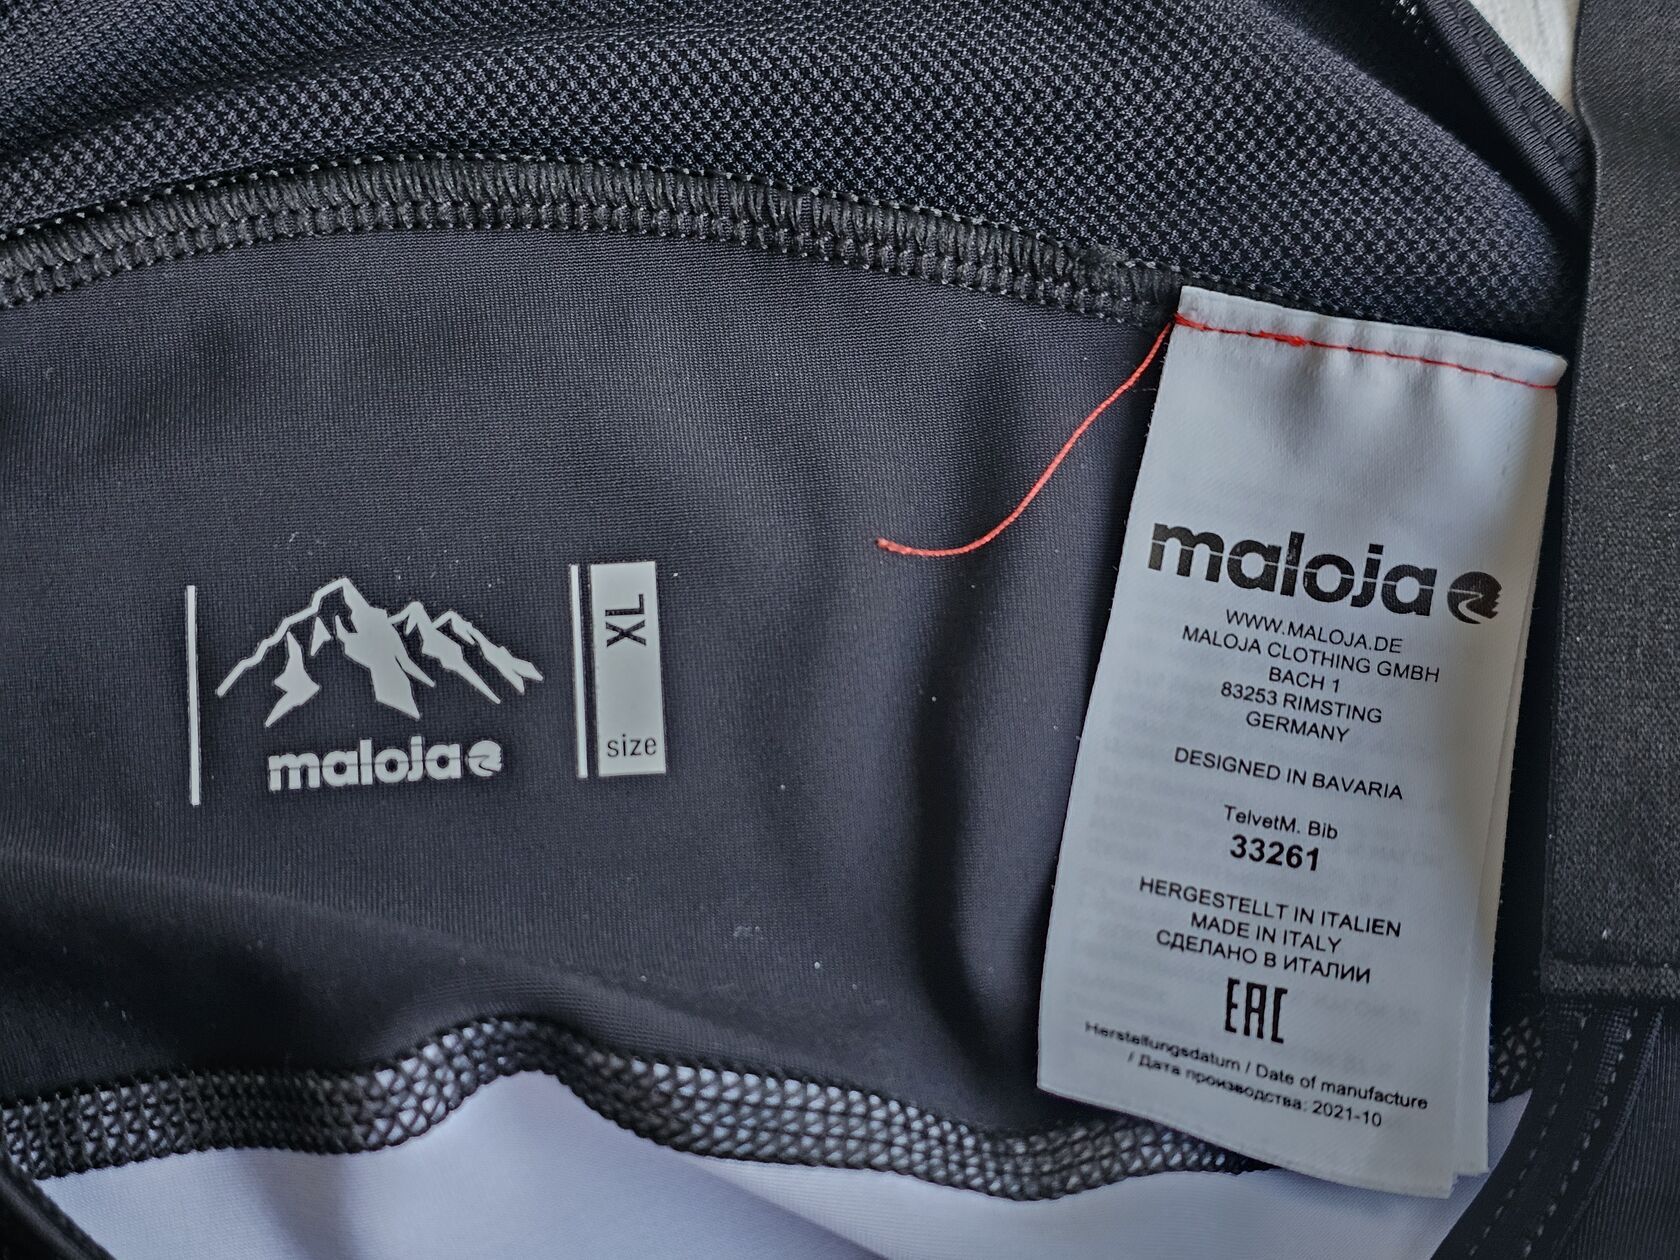 maloja
XL
size
maloja
WWW.MALOJA.DE
MALOJA CLOTHING GMBH
BACH 1
83253 RIMSTING
GERMANY
DESIGNED IN BAVARIA
TelvetM. Bib
33261
HERGESTELLT IN ITALIEN
MADE IN ITALY
СДЕЛАНО В ИТАЛИИ
EAC
Herstellungsdatum / Date of manufacture
/ Дата производства: 2021-10